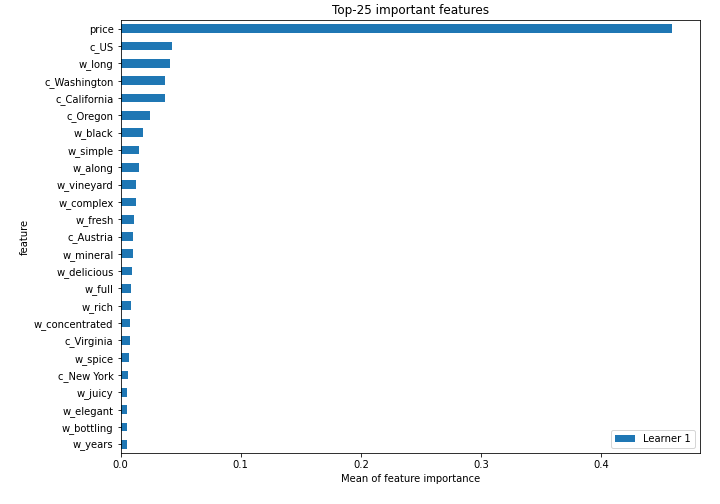 Top-25 important features
price
c_US
w_long
c_Washington
c_California
c_Oregon
w_black
w_simple
w_along
w_vineyard
w_complex
w_fresh
c_Austria
w_mineral
w_delicious
w_full
w_rich
w_concentrated
c_Virginia
w_spice
c_New York
w_juicy
w_elegant
w_bottling
w_years
feature
Learner 1
0.0 0.1 0.2 0.3 0.4
Mean of feature importance